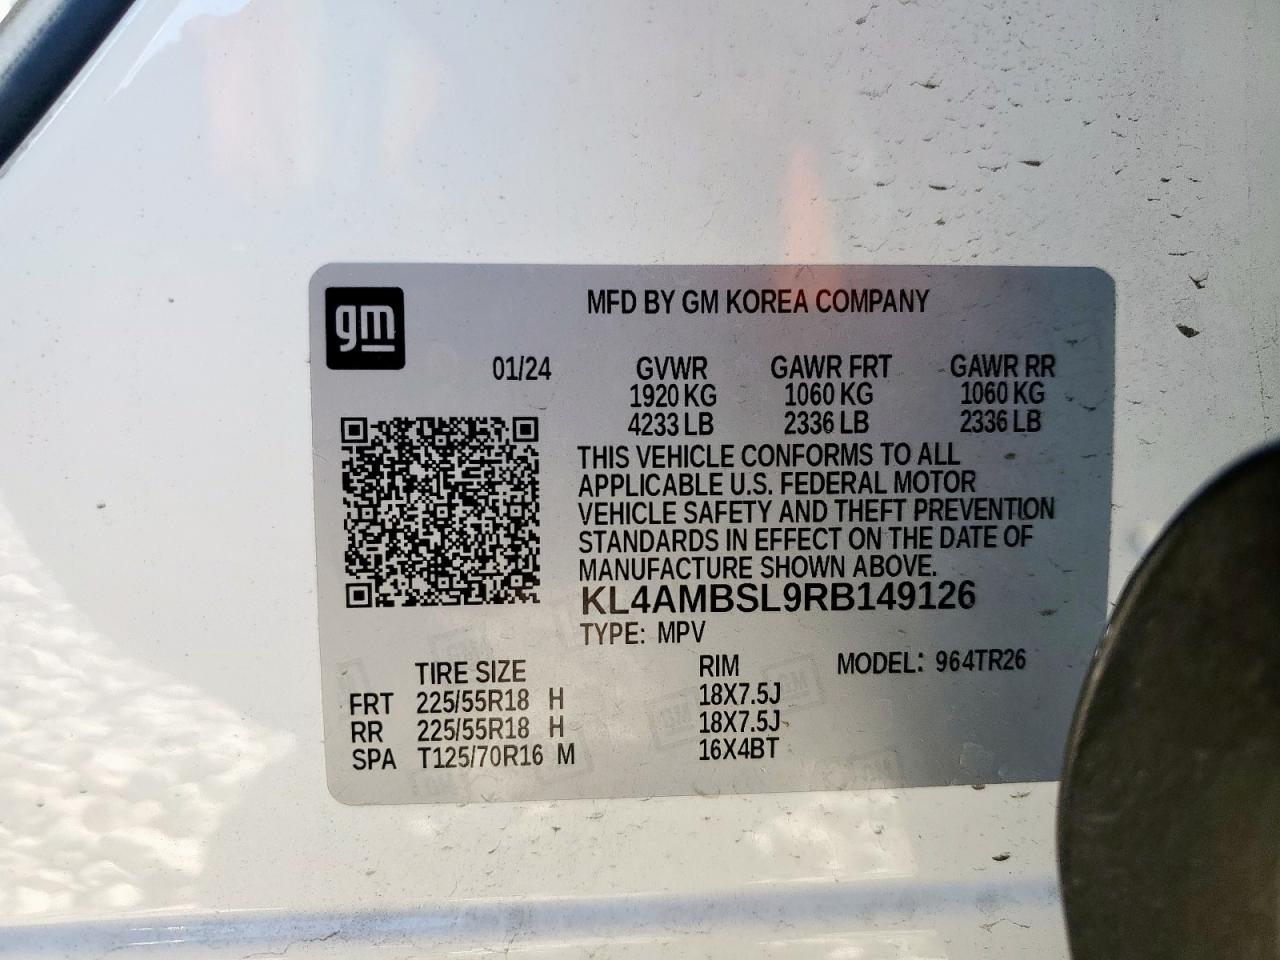 gm
MFD BY GM KOREA COMPANY
01/24 GVWR GAWR FRT GAWR RR
1920 KG 1060 KG 1060 KG
4233 LB 2336 LB 2336 LB
THIS VEHICLE CONFORMS TO ALL
APPLICABLE U.S. FEDERAL MOTOR
VEHICLE SAFETY AND THEFT PREVENTION
STANDARDS IN EFFECT ON THE DATE OF
MANUFACTURE SHOWN ABOVE.
KL4AMBSL9RB149126
TYPE: MPV
TIRE SIZE RIM MODEL: 964TR26
FRT 225/55R18 H 18X7.5J
RR 225/55R18 H 18X7.5J
SPA T125/70R16 M 16X4BT